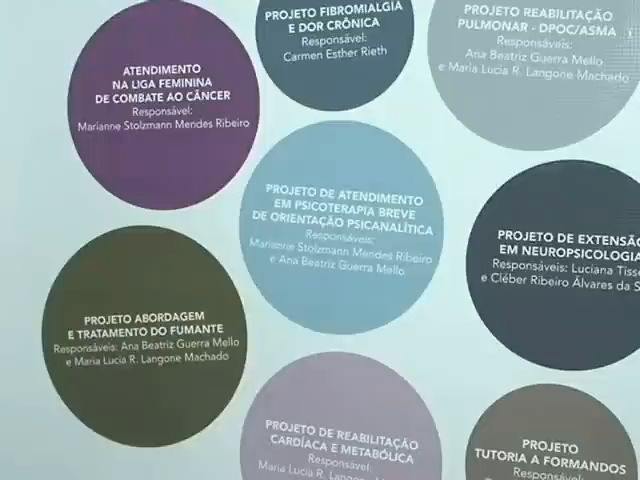 PROJETO FIBROMIALGIA
E DOR CRÔNICA
Responsável:
Carmen Esther Rieth
PROJETO REABILITAÇÃO
PULMONAR - DPOC/ASMA
Responsáveis:
Ana Beatriz Guerra Mello
e Maria Lucia R. Langone Machado
ATENDIMENTO
NA LIGA FEMININA
DE COMBATE AO CÂNCER
Responsável:
Marianne Stolzmann Mendes Ribeiro
PROJETO DE ATENDIMENTO
EM PSICOTERAPIA BREVE
DE ORIENTAÇÃO PSICANALÍTICA
Responsáveis:
Marianne Stolzmann Mendes Ribeiro
e Ana Beatriz Guerra Mello
PROJETO DE EXTENSÃO
EM NEUROPSICOLOGIA
Responsáveis: Luciana Tisse
e Cléber Ribeiro Álvares da S
PROJETO ABORDAGEM
E TRATAMENTO DO FUMANTE
Responsáveis: Ana Beatriz Guerra Mello
e Maria Lucia R. Langone Machado
PROJETO DE REABILITAÇÃO
CARDÍACA E METABÓLICA
Responsável:
Maria Lucia R.
PROJETO
TUTORIA A FORMANDOS
Responsável: